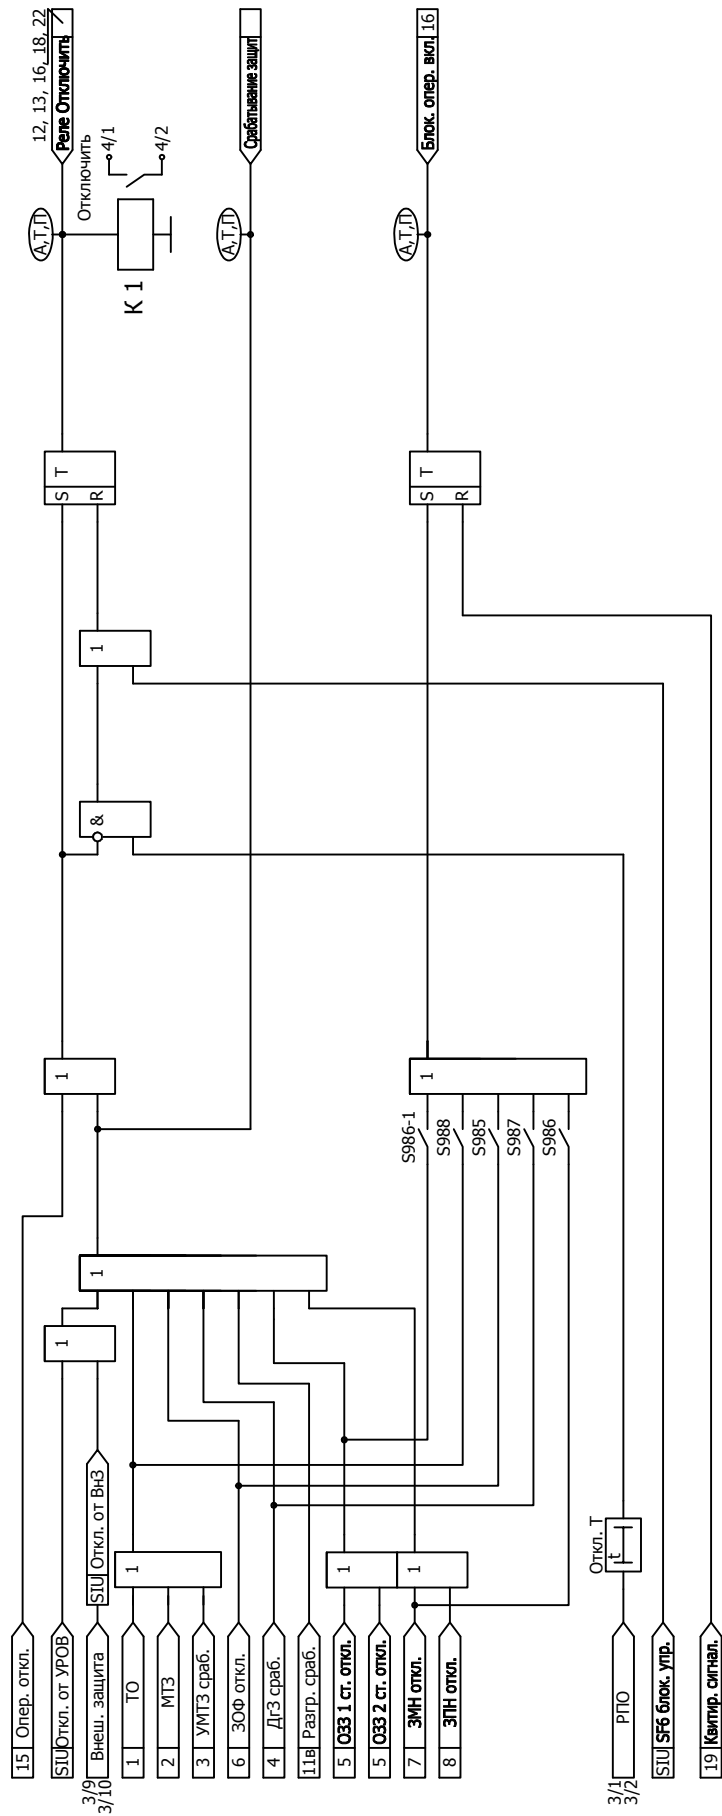 12, 13, 16, 18, 22
Реле Отключить
А,Т,П
Отключить
4/1
4/2
К 1
Срабатывание защит
А,Т,П
Блок. опер. вкл. 16
А,Т,П
S T
R
S T
R
1
&
1
1
S986-1
S988
S985
S987
S986
1
1
1
1
1
Откл. Т
t
15 Опер. откл.
SIU Откл. от УРОВ
3/9
3/10
Внеш. защита
SIU Откл. от ВнЗ
1 ТО
2 МТЗ
3 УМТЗ сраб.
6 ЗОФ откл.
4 ДгЗ сраб.
11в Разгр. сраб.
5 ОЗЗ 1 ст. откл.
5 ОЗЗ 2 ст. откл.
7 ЗМН откл.
8 ЗПН откл.
3/1
3/2
РПО
SIU SF6 блок. упр.
19 Квитир. сигнал.